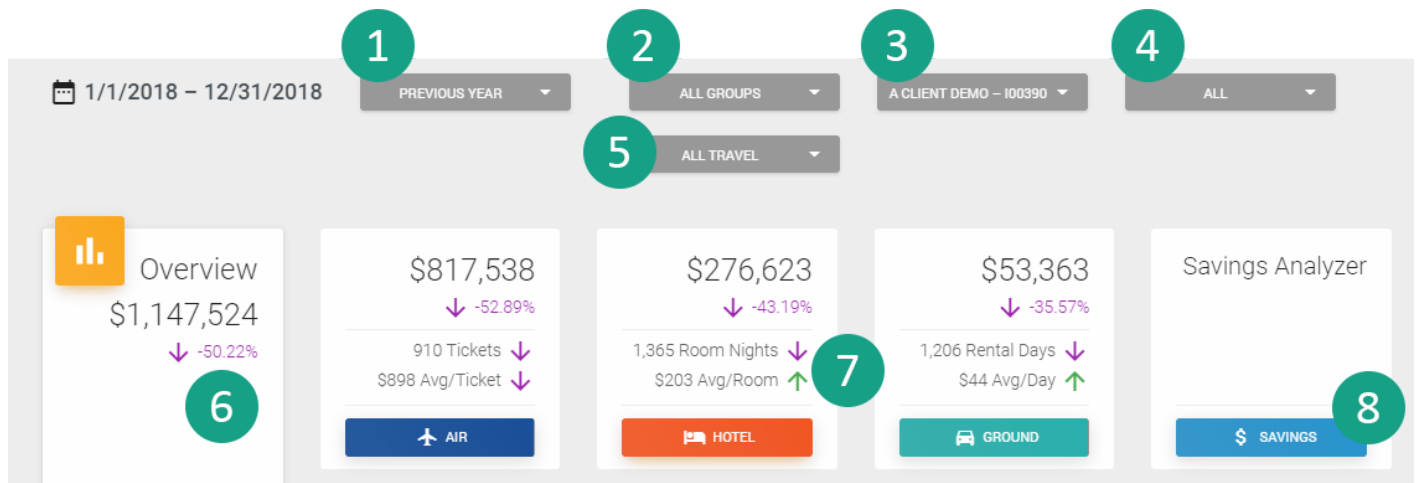 1
2
3
4
1/1/2018 – 12/31/2018
PREVIOUS YEAR
ALL GROUPS
A CLIENT DEMO – I00390
ALL
5
ALL TRAVEL
Overview
$1,147,524
-50.22%
6
$817,538
-52.89%
910 Tickets
$898 Avg/Ticket
AIR
$276,623
-43.19%
1,365 Room Nights
$203 Avg/Room
7
HOTEL
$53,363
-35.57%
1,206 Rental Days
$44 Avg/Day
GROUND
Savings Analyzer
8
$ SAVINGS